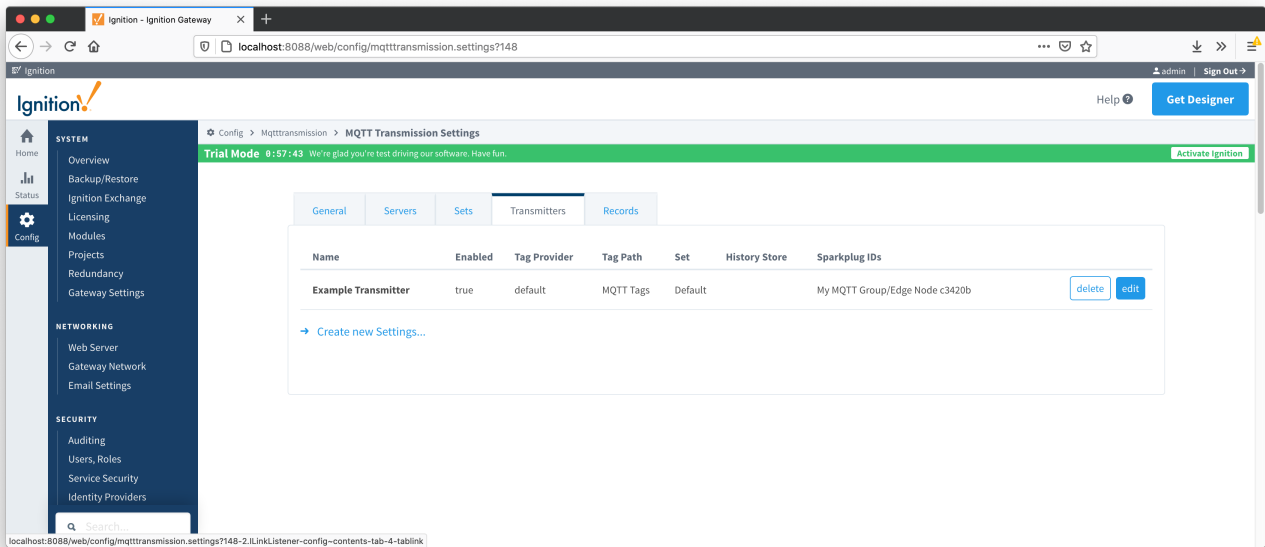 Ignition - Ignition Gateway
localhost:8088/web/config/mqtttransmission.settings?148
Ignition
admin | Sign Out
Ignition!
Help
Get Designer
Home
Status
Config
SYSTEM
Overview
Backup/Restore
Ignition Exchange
Licensing
Modules
Projects
Redundancy
Gateway Settings
NETWORKING
Web Server
Gateway Network
Email Settings
SECURITY
Auditing
Users, Roles
Service Security
Identity Providers
Search...
Config > Mqtttransmission > MQTT Transmission Settings
Trial Mode 0:57:43 We're glad you're test driving our software. Have fun.
Activate Ignition
General Servers Sets Transmitters Records
Name Enabled Tag Provider Tag Path Set History Store Sparkplug IDs
Example Transmitter true default MQTT Tags Default My MQTT Group/Edge Node c3420b delete edit
Create new Settings...
localhost:8088/web/config/mqtttransmission.settings?148-2.ILinkListener-config~contents-tab-4-tablink